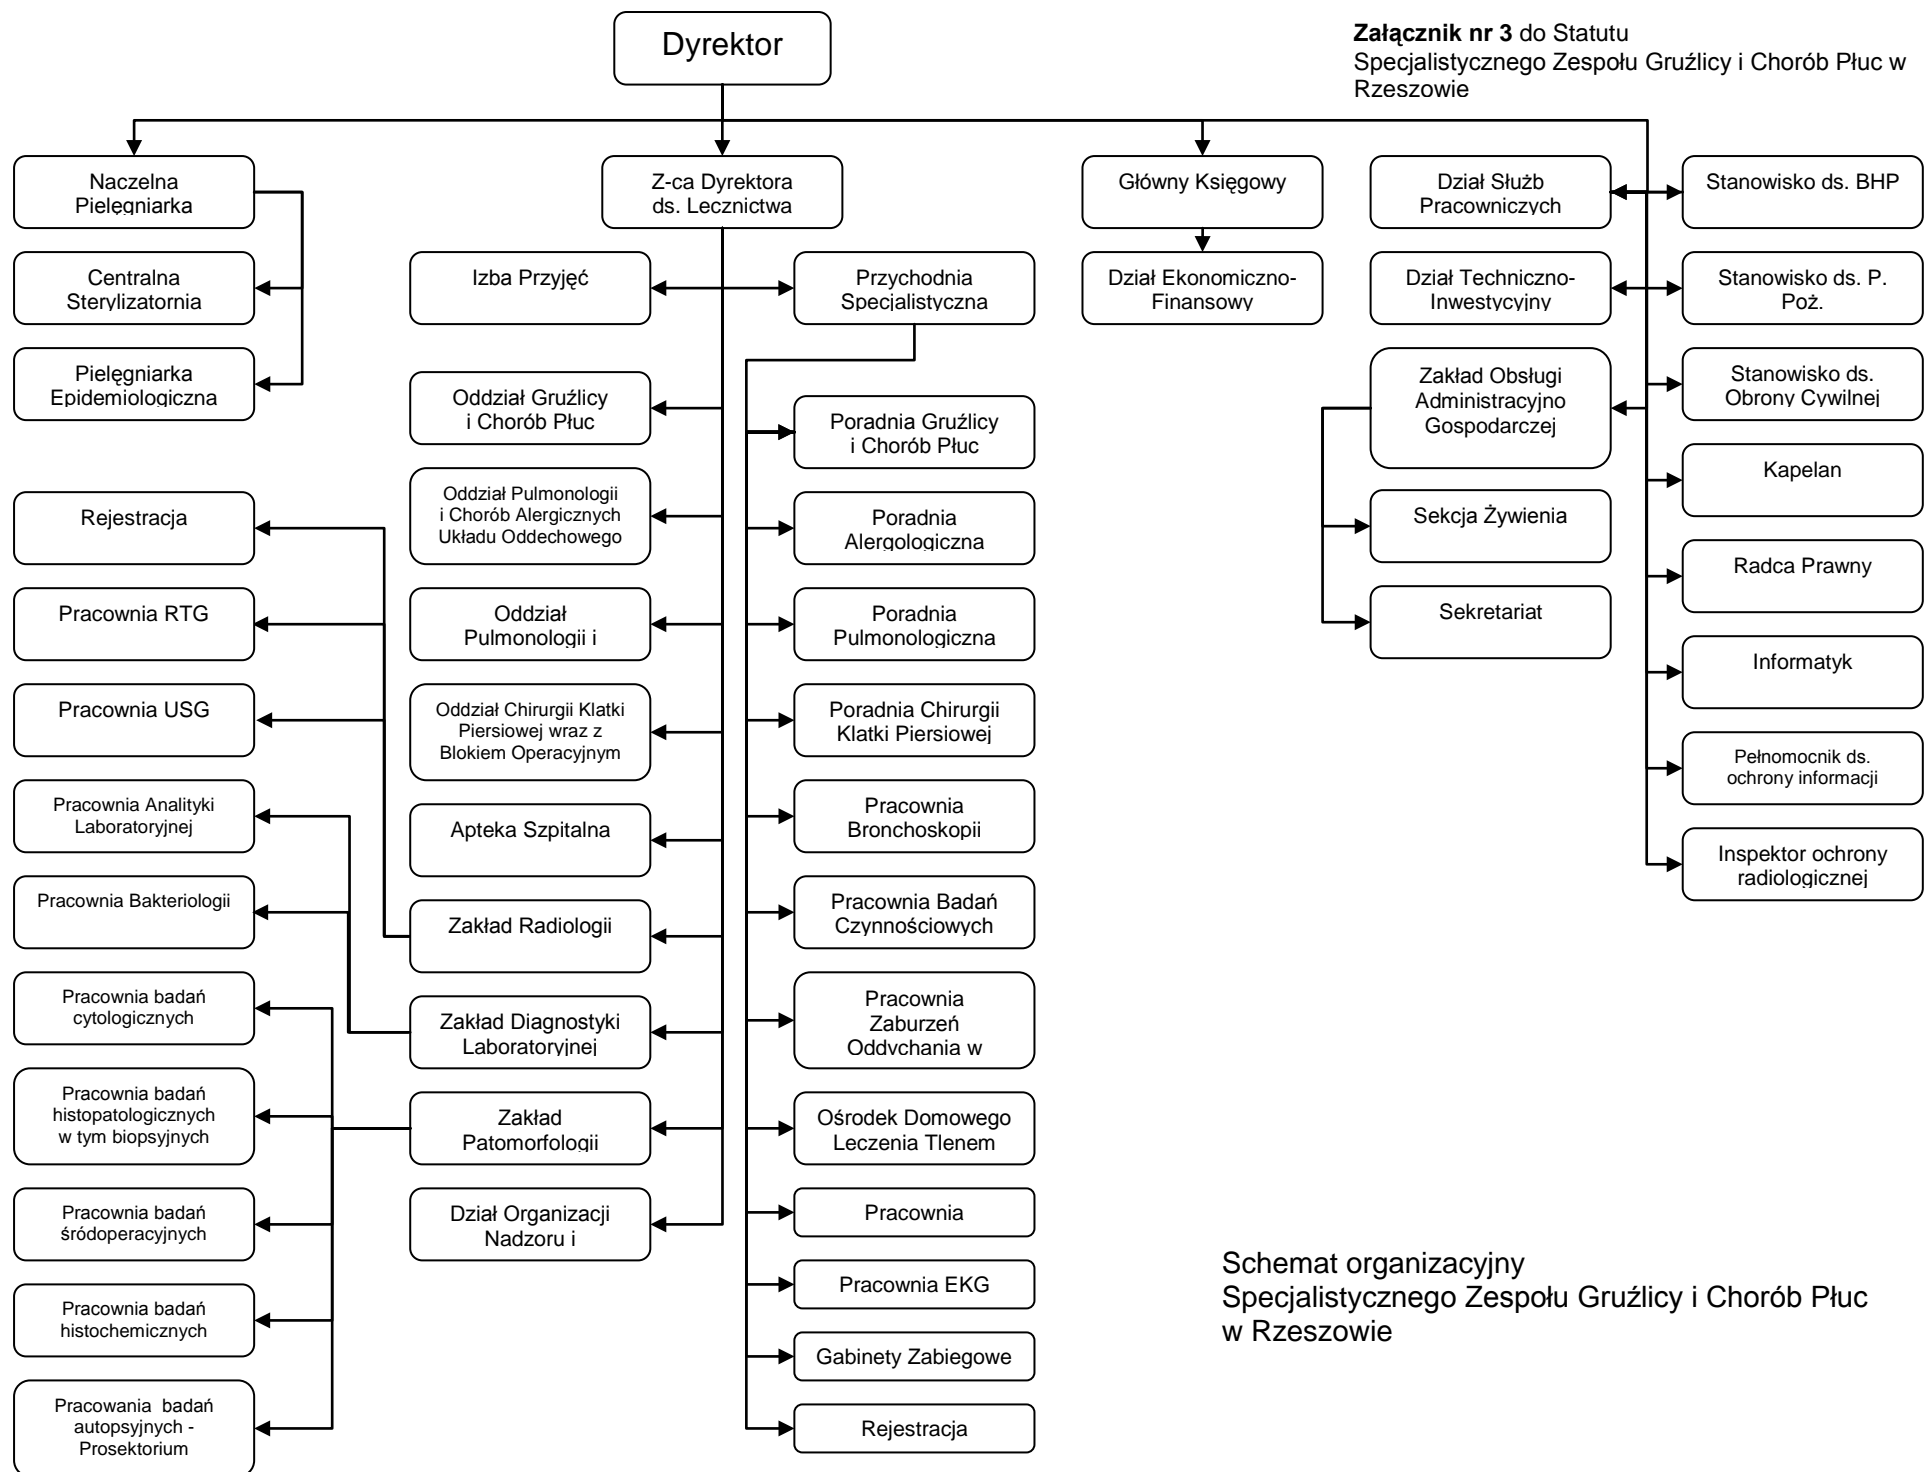 Dyrektor
Załącznik nr 3 do Statutu
Specjalistycznego Zespołu Gruźlicy i Chorób Płuc w
Rzeszowie
Naczelna
Pielęgniarka
Z-ca Dyrektora
ds. Lecznictwa
Główny Księgowy
Dział Służb
Pracowniczych
Stanowisko ds. BHP
Centralna
Sterylizatornia
Izba Przyjęć
Przychodnia
Specjalistyczna
Dział Ekonomiczno-
Finansowy
Dział Techniczno-
Inwestycyjny
Stanowisko ds. P.
Poż.
Pielęgniarka
Epidemiologiczna
Oddział Gruźlicy
i Chorób Płuc
Poradnia Gruźlicy
i Chorób Płuc
Zakład Obsługi
Administracyjno
Gospodarczej
Stanowisko ds.
Obrony Cywilnej
Kapelan
Rejestracja
Oddział Pulmonologii
i Chorób Alergicznych
Układu Oddechowego
Poradnia
Alergologiczna
Sekcja Żywienia
Radca Prawny
Pracownia RTG
Oddział
Pulmonologii i
Poradnia
Pulmonologiczna
Sekretariat
Informatyk
Pracownia USG
Oddział Chirurgii Klatki
Piersiowej wraz z
Blokiem Operacyjnym
Poradnia Chirurgii
Klatki Piersiowej
Pełnomocnik ds.
ochrony informacji
Pracownia Analityki
Laboratoryjnej
Apteka Szpitalna
Pracownia
Bronchoskopii
Inspektor ochrony
radiologicznej
Pracownia Bakteriologii
Zakład Radiologii
Pracownia Badań
Czynnościowych
Pracownia badań
cytologicznych
Zakład Diagnostyki
Laboratoryjnej
Pracownia
Zaburzeń
Oddychania w
Pracownia badań
histopatologicznych
w tym biopsyjnych
Zakład
Patomorfologii
Ośrodek Domowego
Leczenia Tlenem
Pracownia badań
śródoperacyjnych
Dział Organizacji
Nadzoru i
Pracownia
Pracownia badań
histochemicznych
Pracownia EKG
Gabinety Zabiegowe
Pracowania badań
autopsyjnych -
Prosektorium
Rejestracja
Schemat organizacyjny
Specjalistycznego Zespołu Gruźlicy i Chorób Płuc
w Rzeszowie